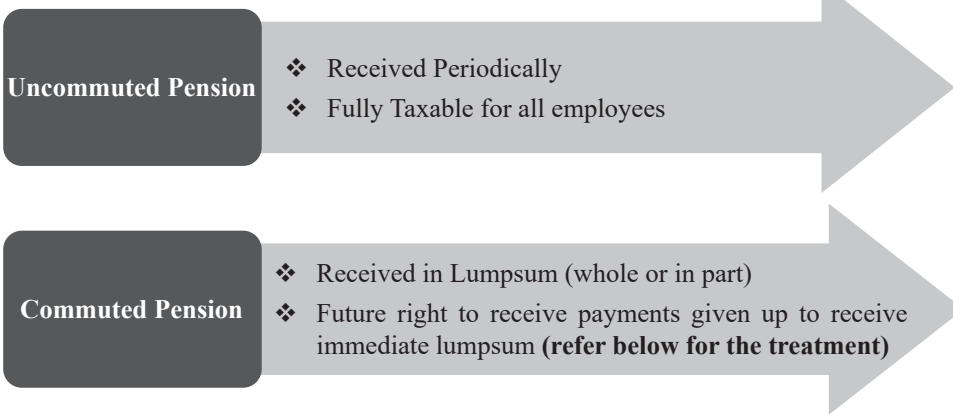 Uncommuted Pension
❖ Received Periodically
❖ Fully Taxable for all employees
Commuted Pension
❖ Received in Lumpsum (whole or in part)
❖ Future right to receive payments given up to receive
immediate lumpsum (refer below for the treatment)